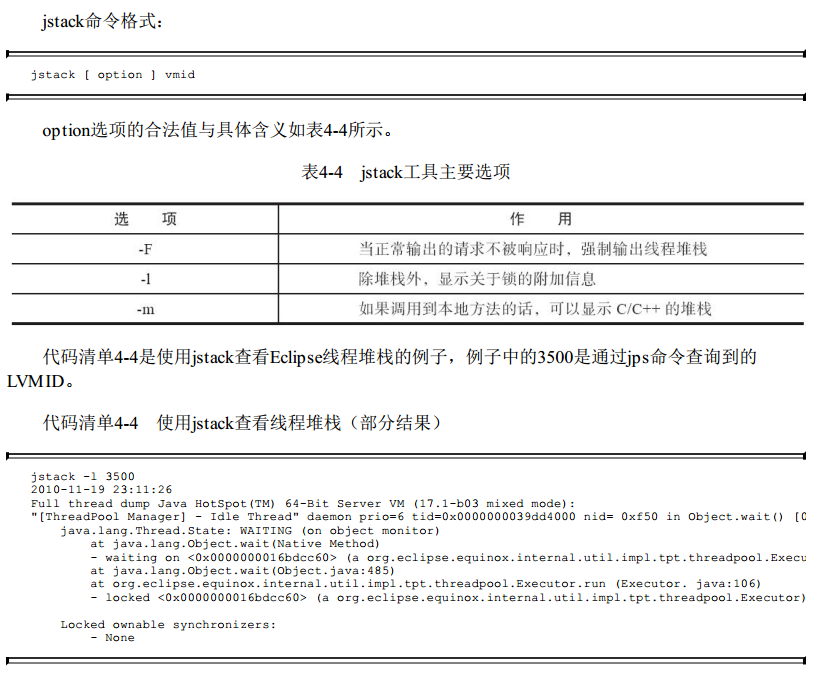 jstack命令格式：
jstack [ option ] vmid
option选项的合法值与具体含义如表4-4所示。
表4-4 jstack工具主要选项
选 项 作 用
-F 当正常输出的请求不被响应时，强制输出线程堆栈
-l 除堆栈外，显示关于锁的附加信息
-m 如果调用到本地方法的话，可以显示 C/C++ 的堆栈
代码清单4-4是使用jstack查看Eclipse线程堆栈的例子，例子中的3500是通过jps命令查询到的
LVMID。
代码清单4-4 使用jstack查看线程堆栈（部分结果）
jstack -l 3500
2010-11-19 23:11:26
Full thread dump Java HotSpot(TM) 64-Bit Server VM (17.1-b03 mixed mode):
"[ThreadPool Manager] - Idle Thread" daemon prio=6 tid=0x0000000039dd4000 nid= 0xf50 in Object.wait() [0
java.lang.Thread.State: WAITING (on object monitor)
at java.lang.Object.wait(Native Method)
- waiting on <0x0000000016bdcc60> (a org.eclipse.equinox.internal.util.impl.tpt.threadpool.Execu
at java.lang.Object.wait(Object.java:485)
at org.eclipse.equinox.internal.util.impl.tpt.threadpool.Executor.run (Executor. java:106)
- locked <0x0000000016bdcc60> (a org.eclipse.equinox.internal.util.impl.tpt.threadpool.Executor)
Locked ownable synchronizers:
- None